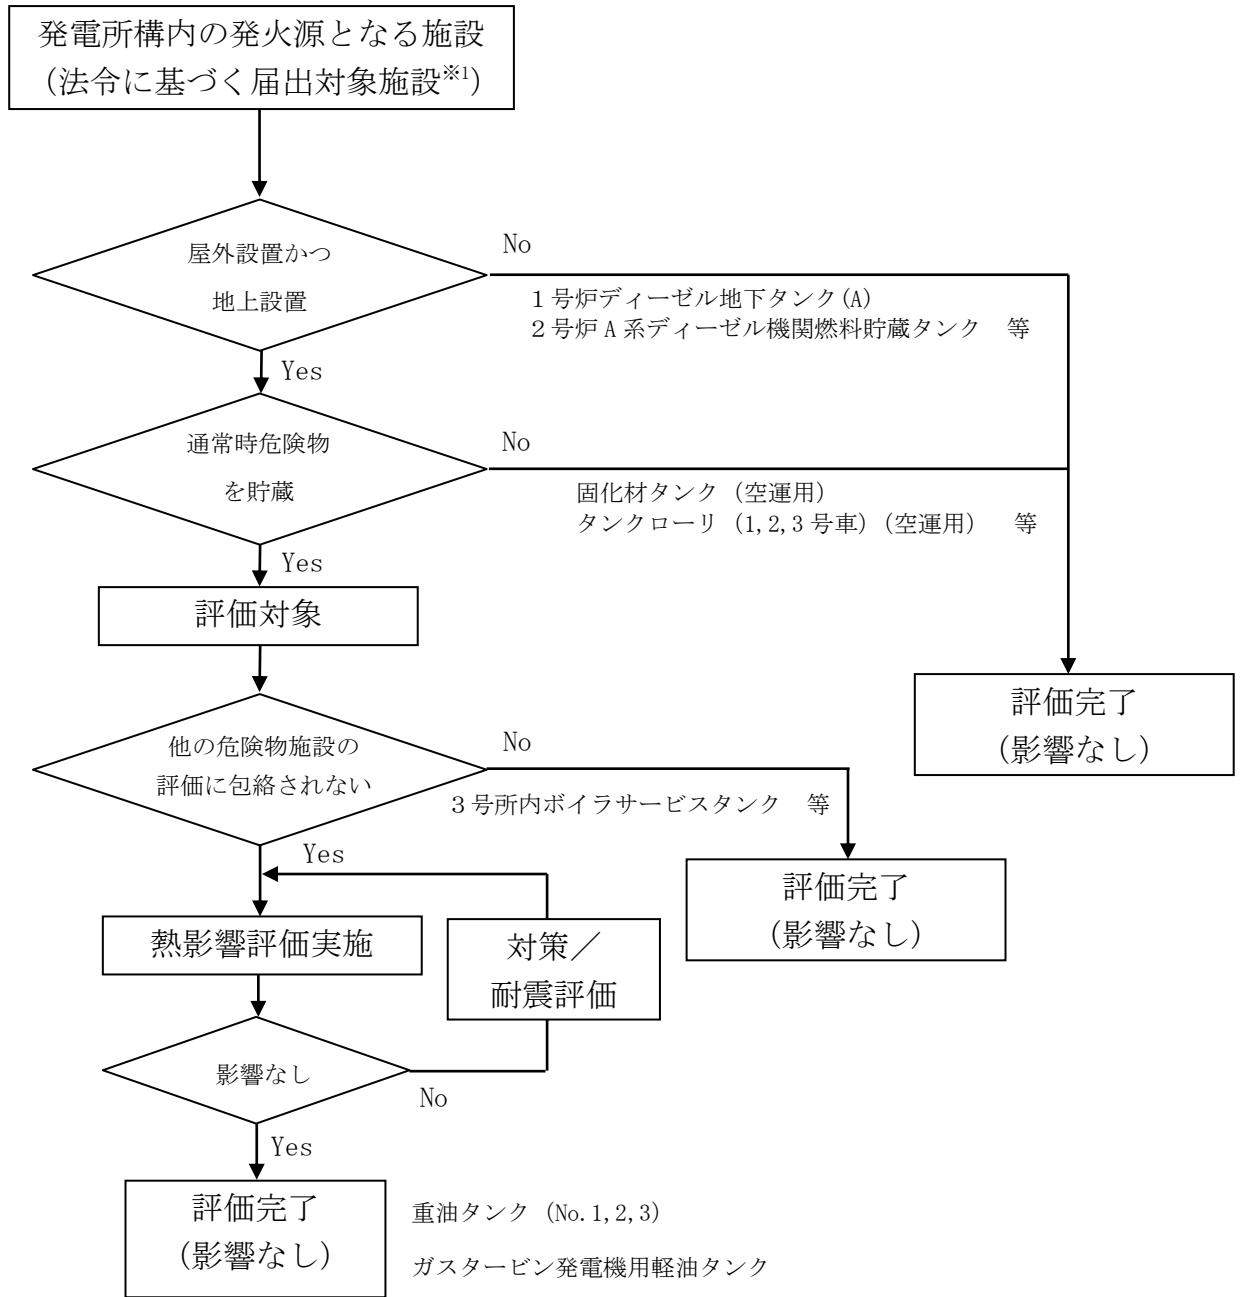 発電所構内の発火源となる施設
(法令に基づく届出対象施設※1)
屋外設置かつ
地上設置
No
1号炉ディーゼル地下タンク(A)
2号炉A系ディーゼル機関燃料貯蔵タンク 等
Yes
通常時危険物
を貯蔵
No
固化材タンク (空運用)
タンクローリ (1,2,3号車) (空運用) 等
Yes
評価対象
評価完了
(影響なし)
他の危険物施設の
評価に包絡されない
No
3号所内ボイラサービスタンク 等
Yes
評価完了
(影響なし)
熱影響評価実施
対策/
耐震評価
影響なし
No
Yes
評価完了
(影響なし)
重油タンク (No.1,2,3)
ガスタービン発電機用軽油タンク